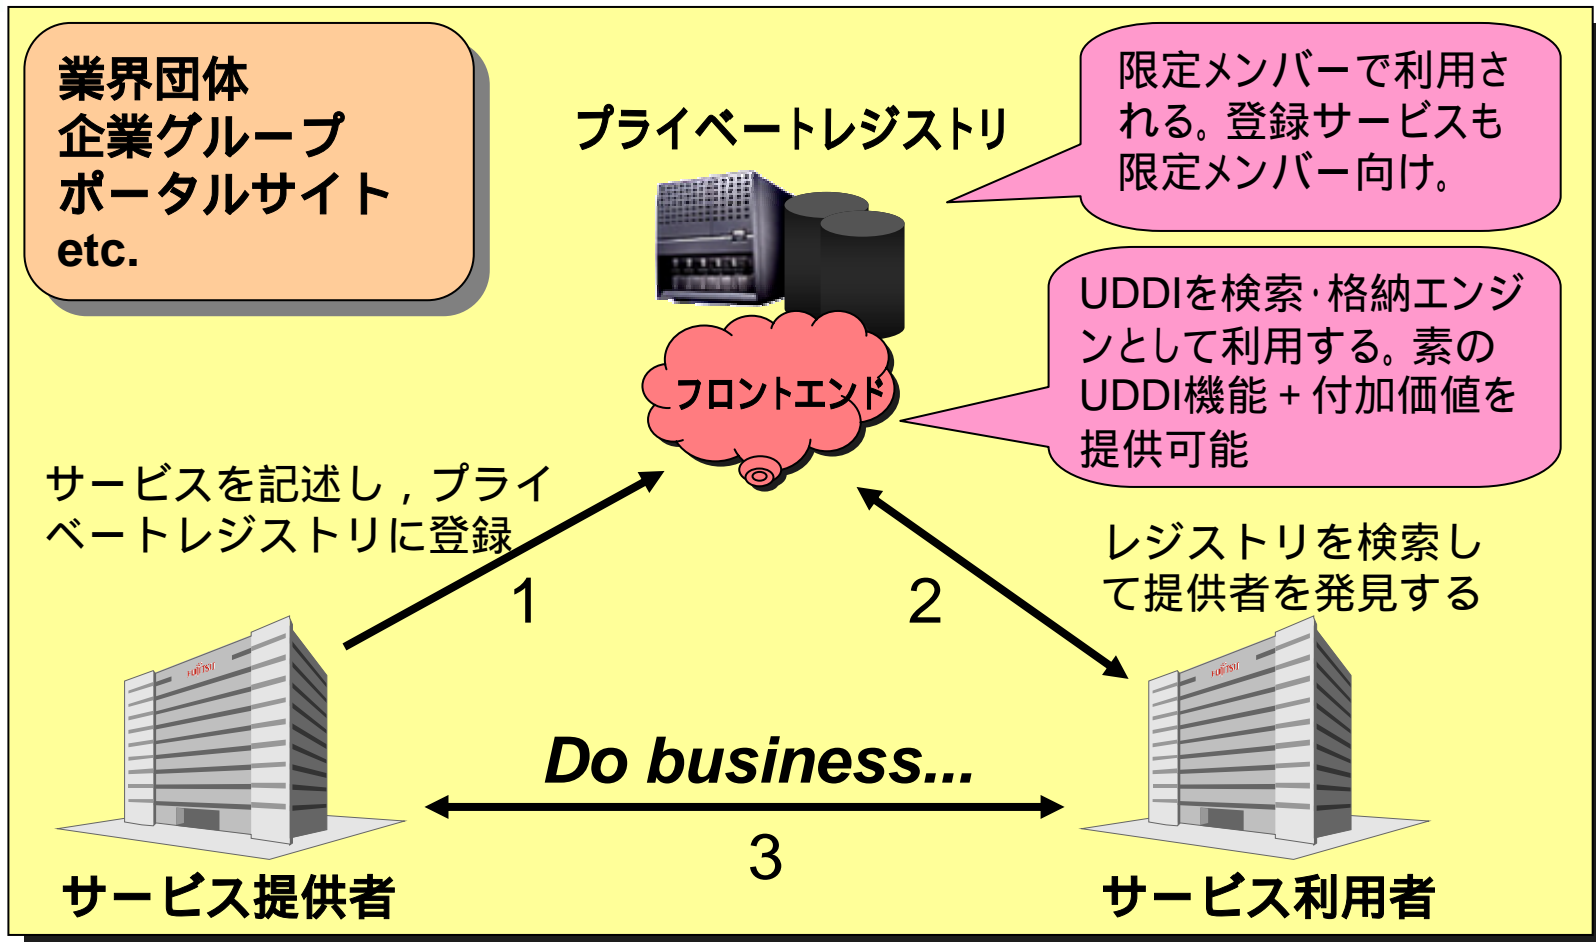 業界団体
企業グループ
ポータルサイト
etc.
プライベートレジストリ
限定メンバーで利用さ
れる。登録サービスも
限定メンバー向け。
UDDIを検索・格納エンジ
ンとして利用する。素の
UDDI機能 + 付加価値を
提供可能
フロントエンド
サービスを記述し , プライ
ベートレジストリに登録
1
2
レジストリを検索し
て提供者を発見する
FUJITSU
FUJITSU
Do business...
3
サービス提供者
サービス利用者